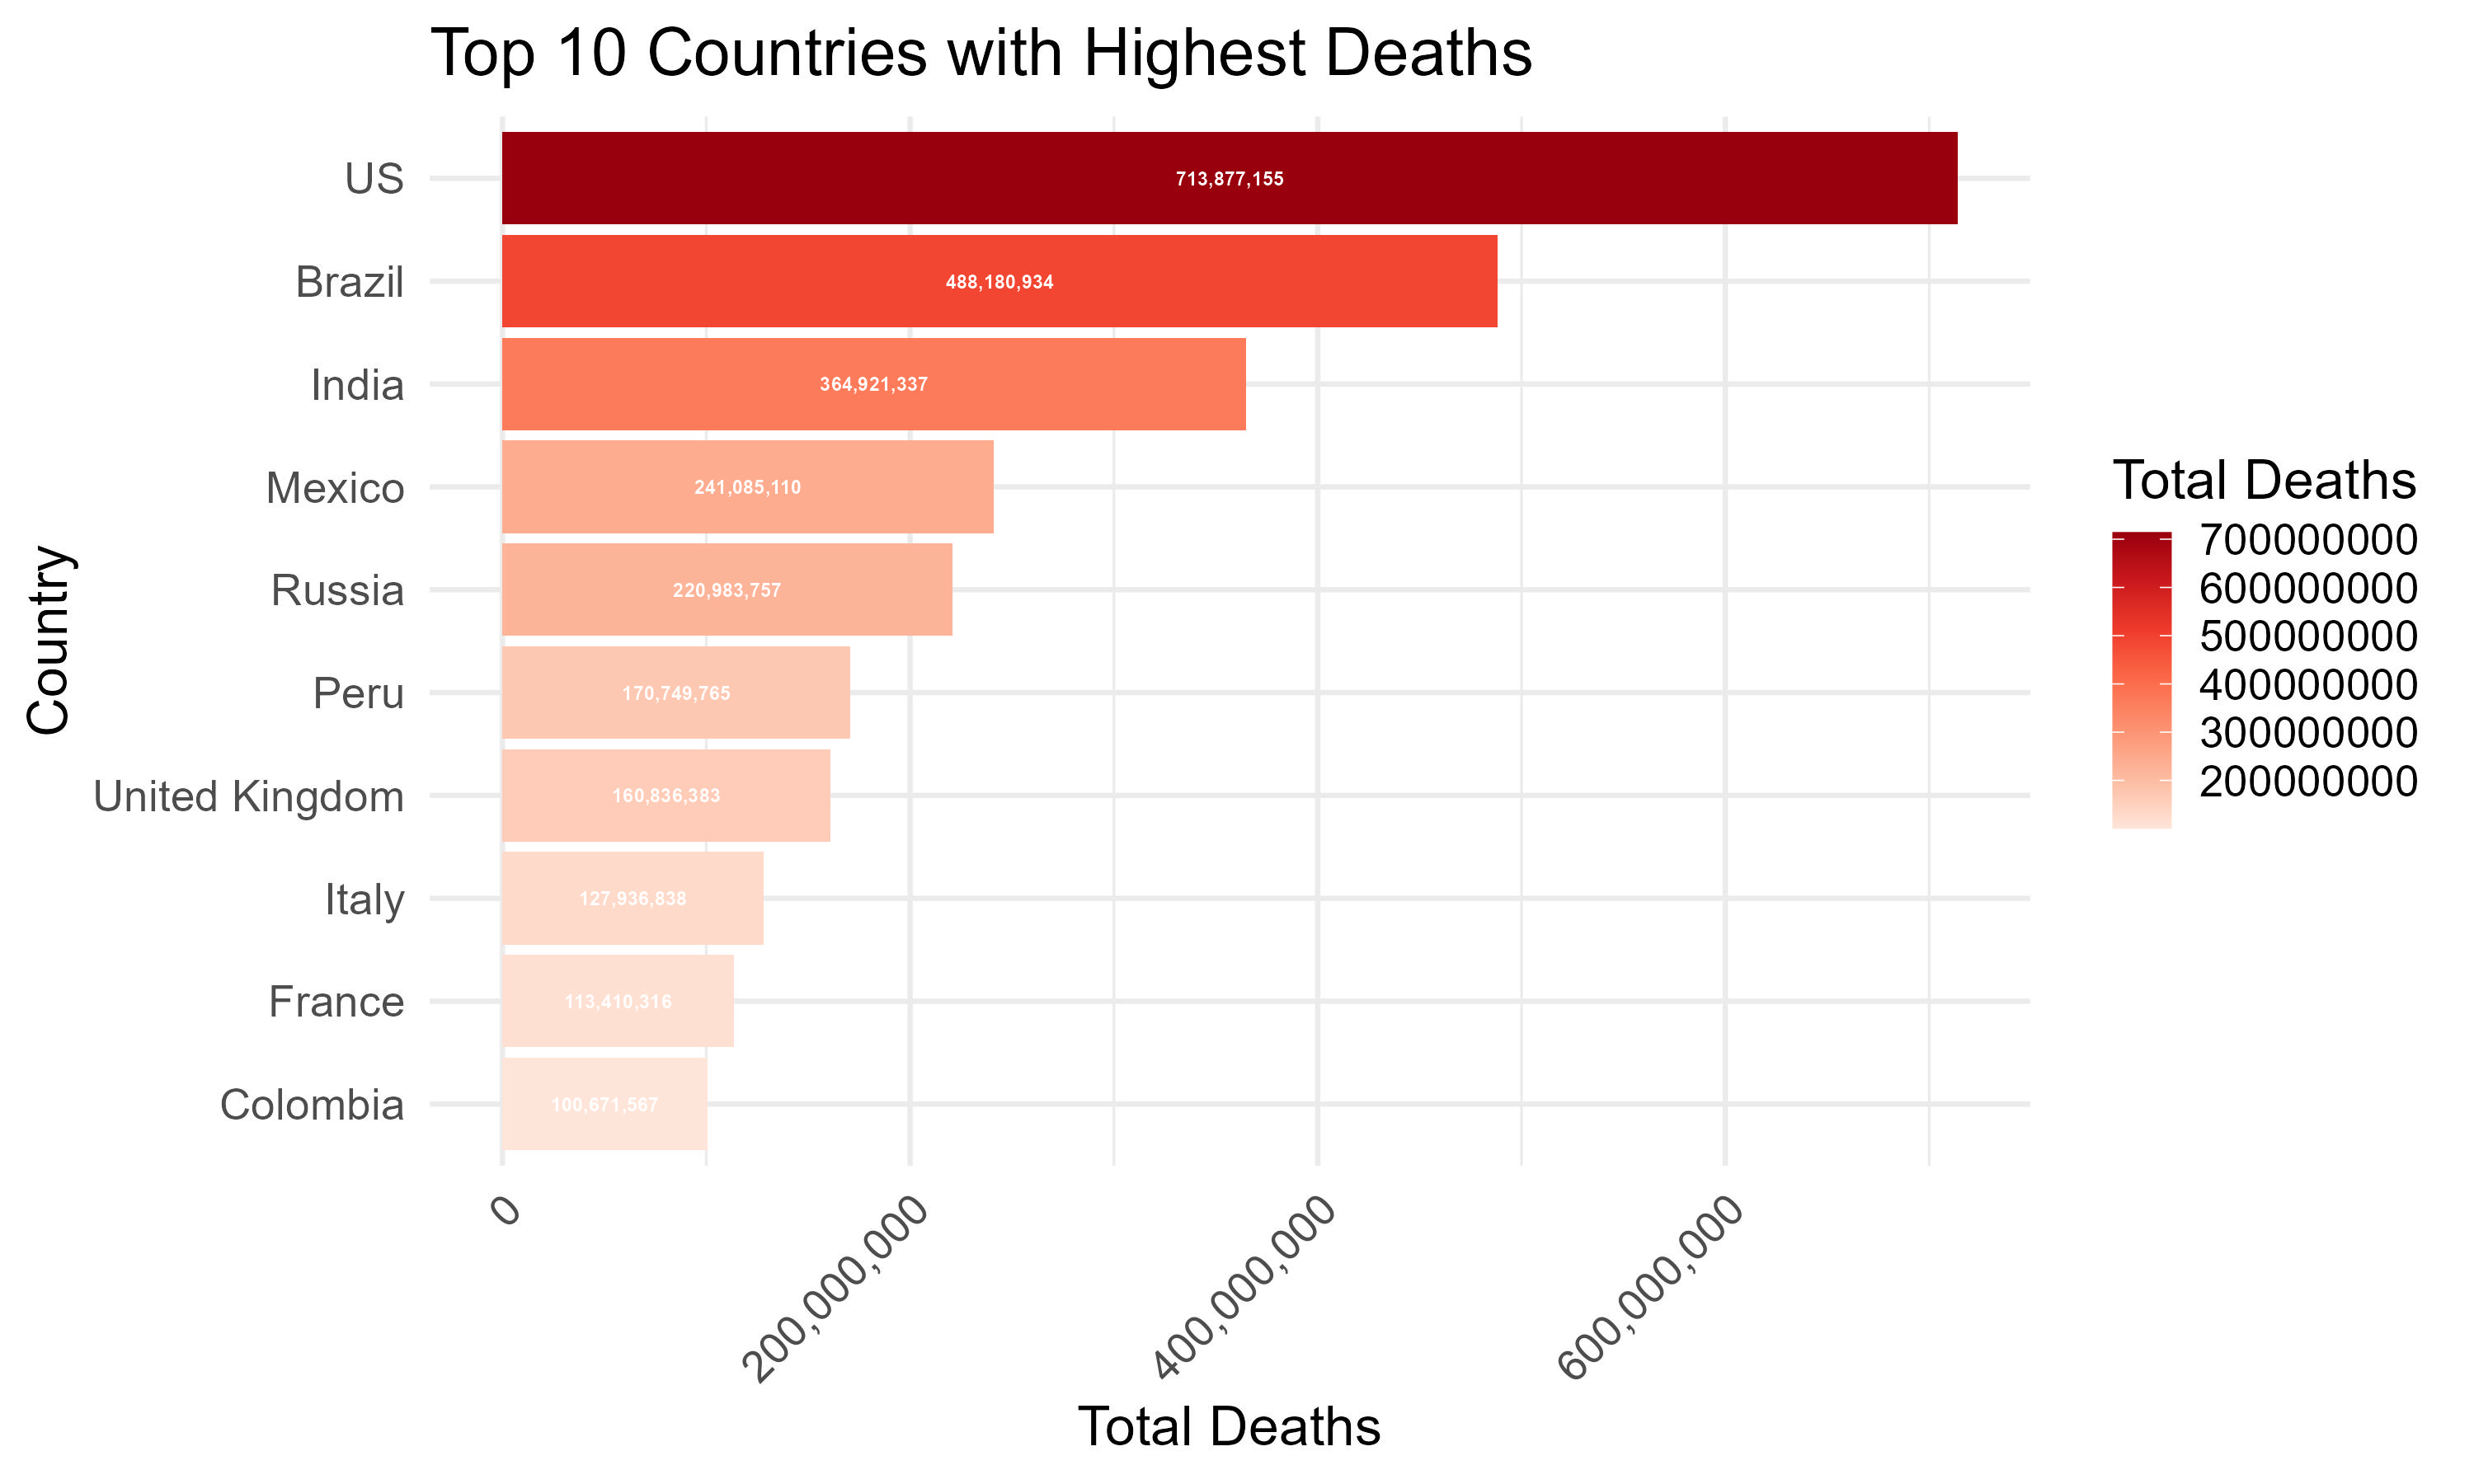 Top 10 Countries with Highest Deaths
Country
US
713,877,155
Brazil
488,180,934
India
364,921,337
Mexico
241,085,110
Russia
220,983,757
Peru
170,749,765
United Kingdom
160,836,383
Italy
127,936,838
France
113,410,316
Colombia
100,671,567
0
200,000,000
400,000,000
600,000,000
Total Deaths
Total Deaths
700000000
600000000
500000000
400000000
300000000
200000000